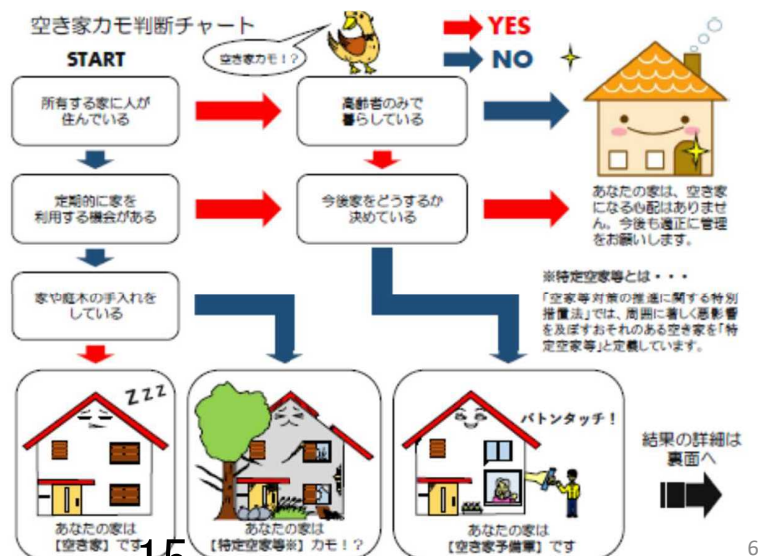 空き家カモ判断チャート
空き家カモ！？
YES
NO
START
所有する家に人が
住んでいる
高齢者のみで
暮らしている
定期的に家を
利用する機会がある
今後家をどうするか
決めている
あなたの家は、空き家
になる心配はありませ
ん、今後も適正に管理
をお願いします。
家や庭木の手入れを
している
※特定空家等とは・・・
「空家等対策の推進に関する特別
措置法」では、周囲に著しく悪影響
を及ぼすおそれのある空き家を「特
定空家等」と定義しています。
ZZZ
バトンタッチ！
結果の詳細は
裏面へ
あなたの家は
【空き家】です
あなたの家は
【特定空家等※】カモ！？
あなたの家は
【空き家予備軍】です
15
6